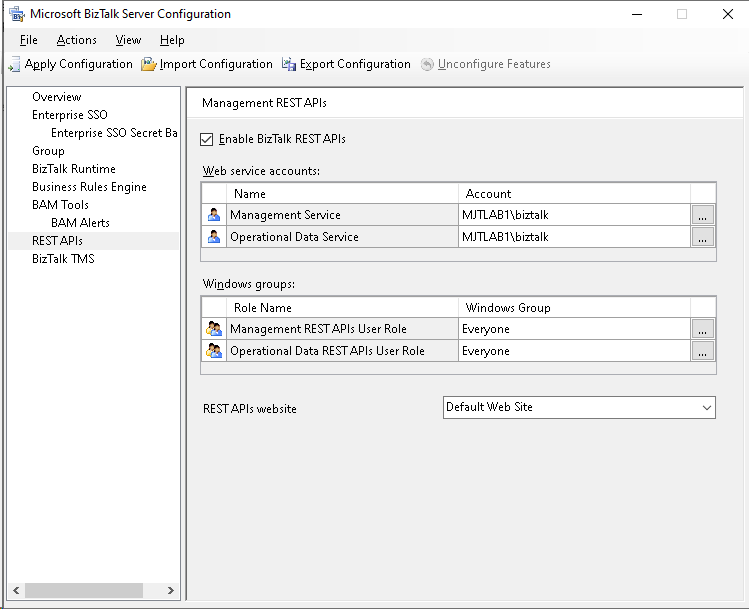 Microsoft BizTalk Server Configuration
File Actions View Help
Apply Configuration Import Configuration Export Configuration Unconfigure Features
Overview
Enterprise SSO
Enterprise SSO Secret Ba
Group
BizTalk Runtime
Business Rules Engine
BAM Tools
BAM Alerts
REST APIs
BizTalk TMS
Management REST APIs
Enable BizTalk REST APIs
Web service accounts:
Name Account
Management Service MJTLAB1\biztalk ...
Operational Data Service MJTLAB1\biztalk ...
Windows groups:
Role Name Windows Group
Management REST APIs User Role Everyone ...
Operational Data REST APIs User Role Everyone ...
REST APIs website Default Web Site